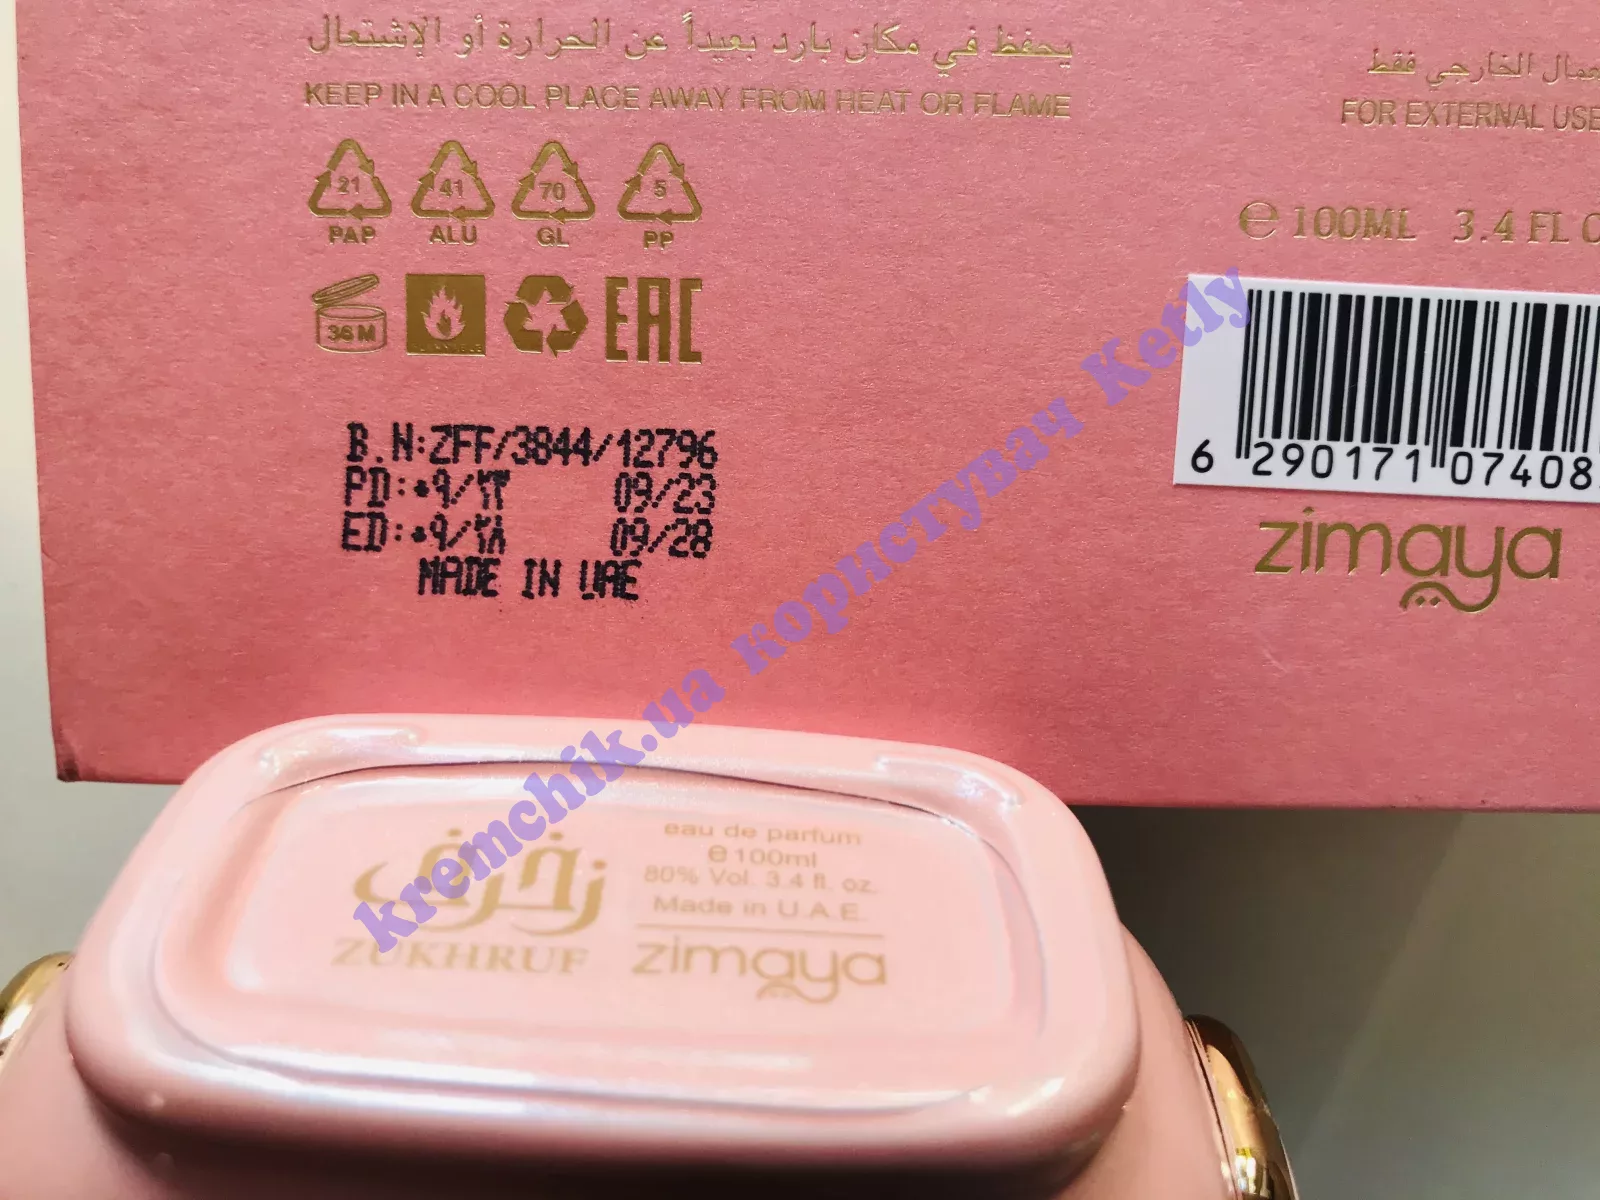 يحفظ في مكان بارد بعيداً عن الحرارة أو الإشتعال
KEEP IN A COOL PLACE AWAY FROM HEAT OR FLAME
الخارجي فقط
FOR EXTERNAL USE
21 41 70 5
PAP ALU GL PP
36 M
EAC
e 100ML 3.4 FL
6 290171 07408
zimaya
B.N:ZFF/3844/12796
PD:٠٩/٢٣ 09/23
ED:٠٩/٢٨ 09/28
MADE IN UAE
kremchik.ua користувач Ketly
زخرف
ZUKHRUF
eau de parfum
e 100ml
80% Vol. 3.4 fl. oz.
Made in U.A.E.
zimaya